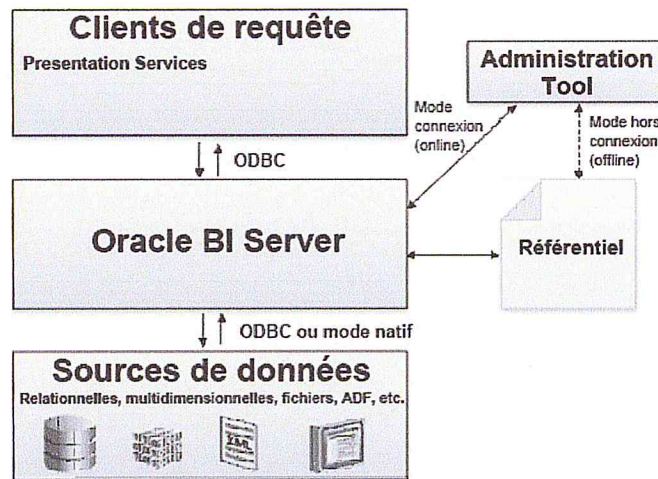 Clients de requête
Presentation Services
Administration
Tool
Mode
connexion
(online)
Mode hors
connexion
(offline)
ODBC
Oracle BI Server
Référentiel
ODBC ou mode natif
Sources de données
Relationnelles, multidimensionnelles, fichiers, ADF, etc.
XML